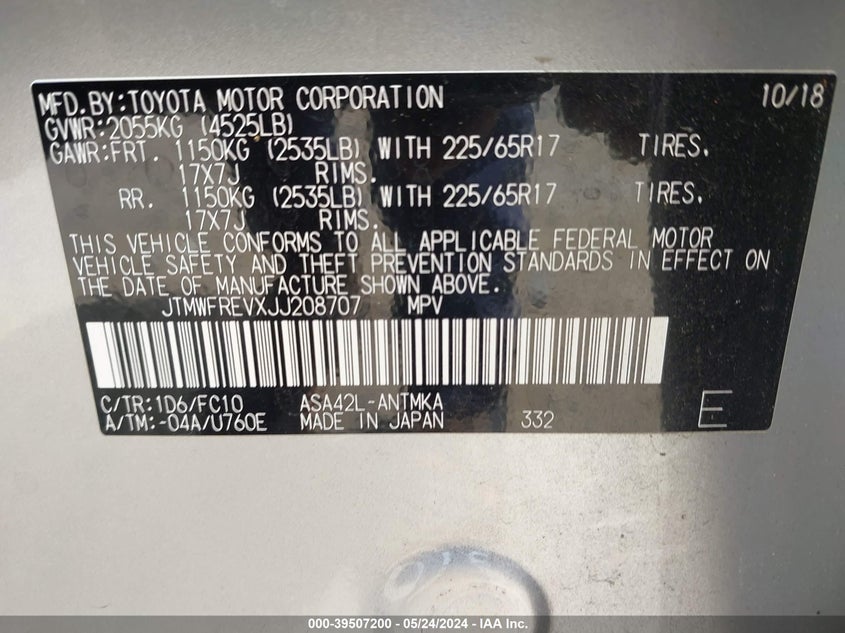 MFD.BY:TOYOTA MOTOR CORPORATION 10/18
GVWR:2055KG (4525LB)
GAWR:FRT. 1150KG (2535LB) WITH 225/65R17 TIRES.
17X7J RIMS.
RR. 1150KG (2535LB) WITH 225/65R17 TIRES.
17X7J RIMS.
THIS VEHICLE CONFORMS TO ALL APPLICABLE FEDERAL MOTOR
VEHICLE SAFETY AND THEFT PREVENTION STANDARDS IN EFFECT ON
THE DATE OF MANUFACTURE SHOWN ABOVE.
JTMWFREVXJJ208707 MPV
C/TR:1D6/FC10 ASA42L-ANTMKA
A/TM:-04A/U760E MADE IN JAPAN 332 E
000-39507200 - 05/24/2024 - IAA Inc.